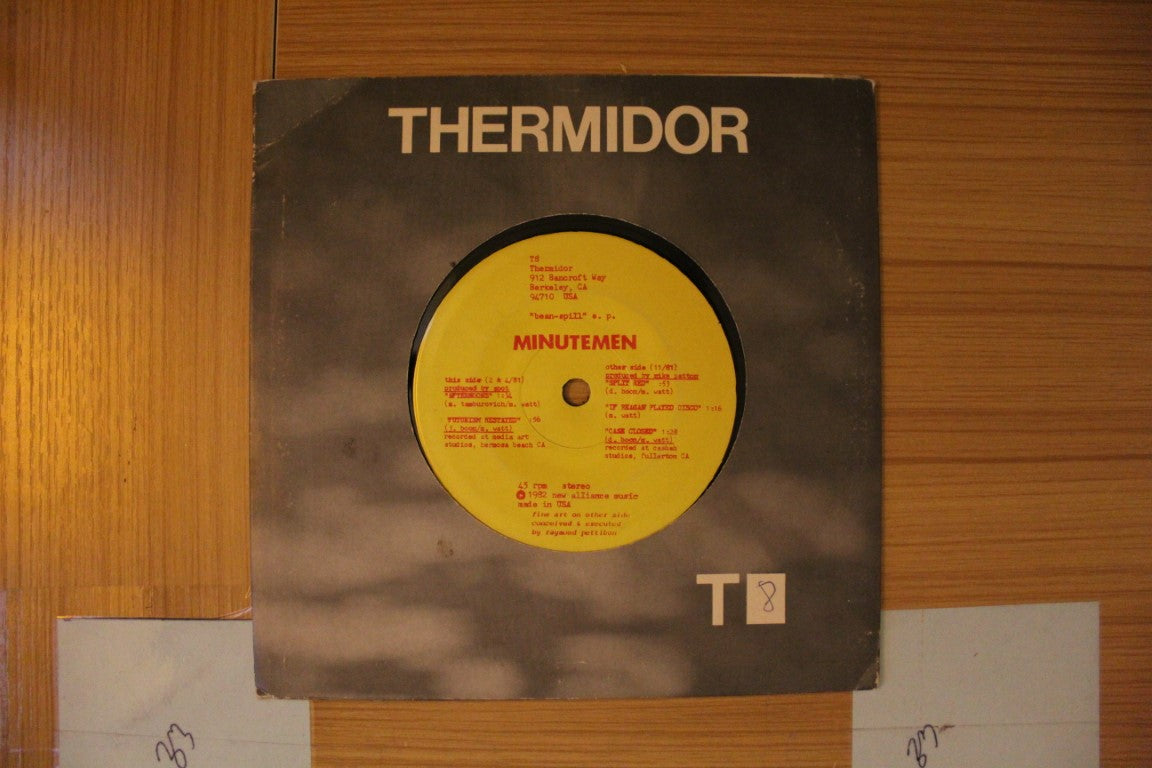 THERMIDOR
T8
Thermidor
912 Bancroft Way
Berkeley, CA
94710 USA
"bean-spill" e. p.
MINUTEMEN
this side (2 & 4/81)
produced by spot
"AFTERNOONS" 1:34
(m. tamburovich/m. watt)
"FUTURISM RESTATED" :56
(d. boon/m. watt)
recorded at media art
studios, hermosa beach CA
other side (11/81)
produced by mike patton
"SPLIT RED" :53
(d. boon/m. watt)
"IF REAGAN PLAYED DISCO" 1:16
(m. watt)
"CASE CLOSED" 1:28
(d. boon/m. watt)
recorded at casbah
studios, fullerton CA
45 rpm stereo
℗ 1982 new alliance music
made in USA
fine art on other side
conceived & executed
by raymond pettibon
T 8